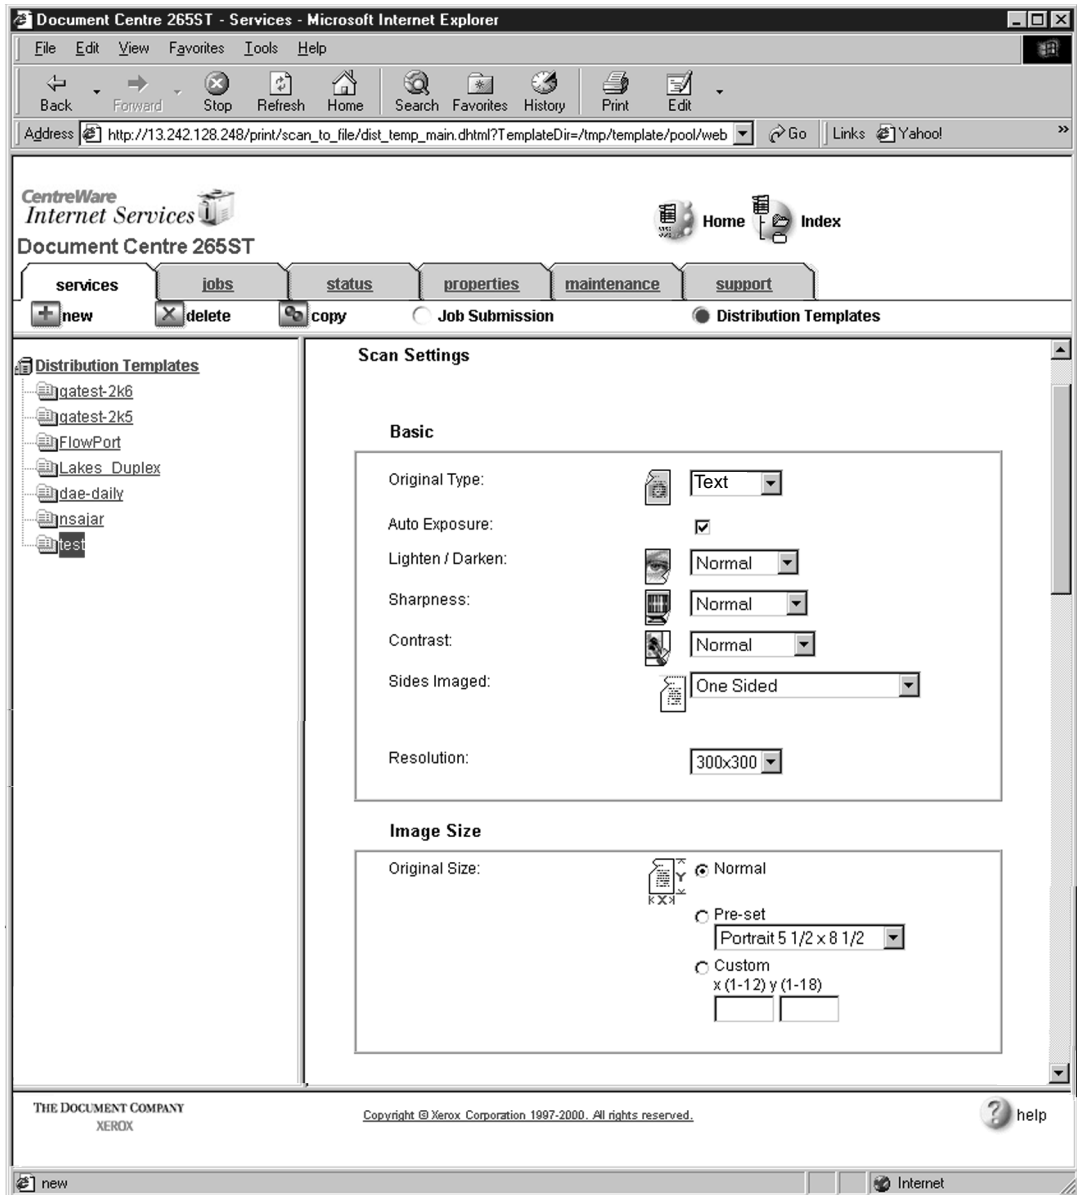 Document Centre 265ST - Services - Microsoft Internet Explorer
File Edit View Favorites Tools Help
Back Forward Stop Refresh Home Search Favorites History Print Edit
Address http://13.242.128.248/print/scan_to_file/dist_temp_main.dhtml?TemplateDir=/tmp/template/pool/web Go Links Yahoo! »
CentreWare
Internet Services
Document Centre 265ST
Home Index
services jobs status properties maintenance support
new delete copy Job Submission Distribution Templates
Distribution Templates
qatest-2k6
qatest-2k5
FlowPort
Lakes_Duplex
dae-daily
nsajar
test
Scan Settings
Basic
Original Type: Text
Auto Exposure:
Lighten / Darken: Normal
Sharpness: Normal
Contrast: Normal
Sides Imaged: One Sided
Resolution: 300x300
Image Size
Original Size: Normal
Y
X
Pre-set
Portrait 5 1/2 x 8 1/2
Custom
x (1-12) y (1-18)
THE DOCUMENT COMPANY
XEROX
Copyright © Xerox Corporation 1997-2000. All rights reserved.
? help
new Internet